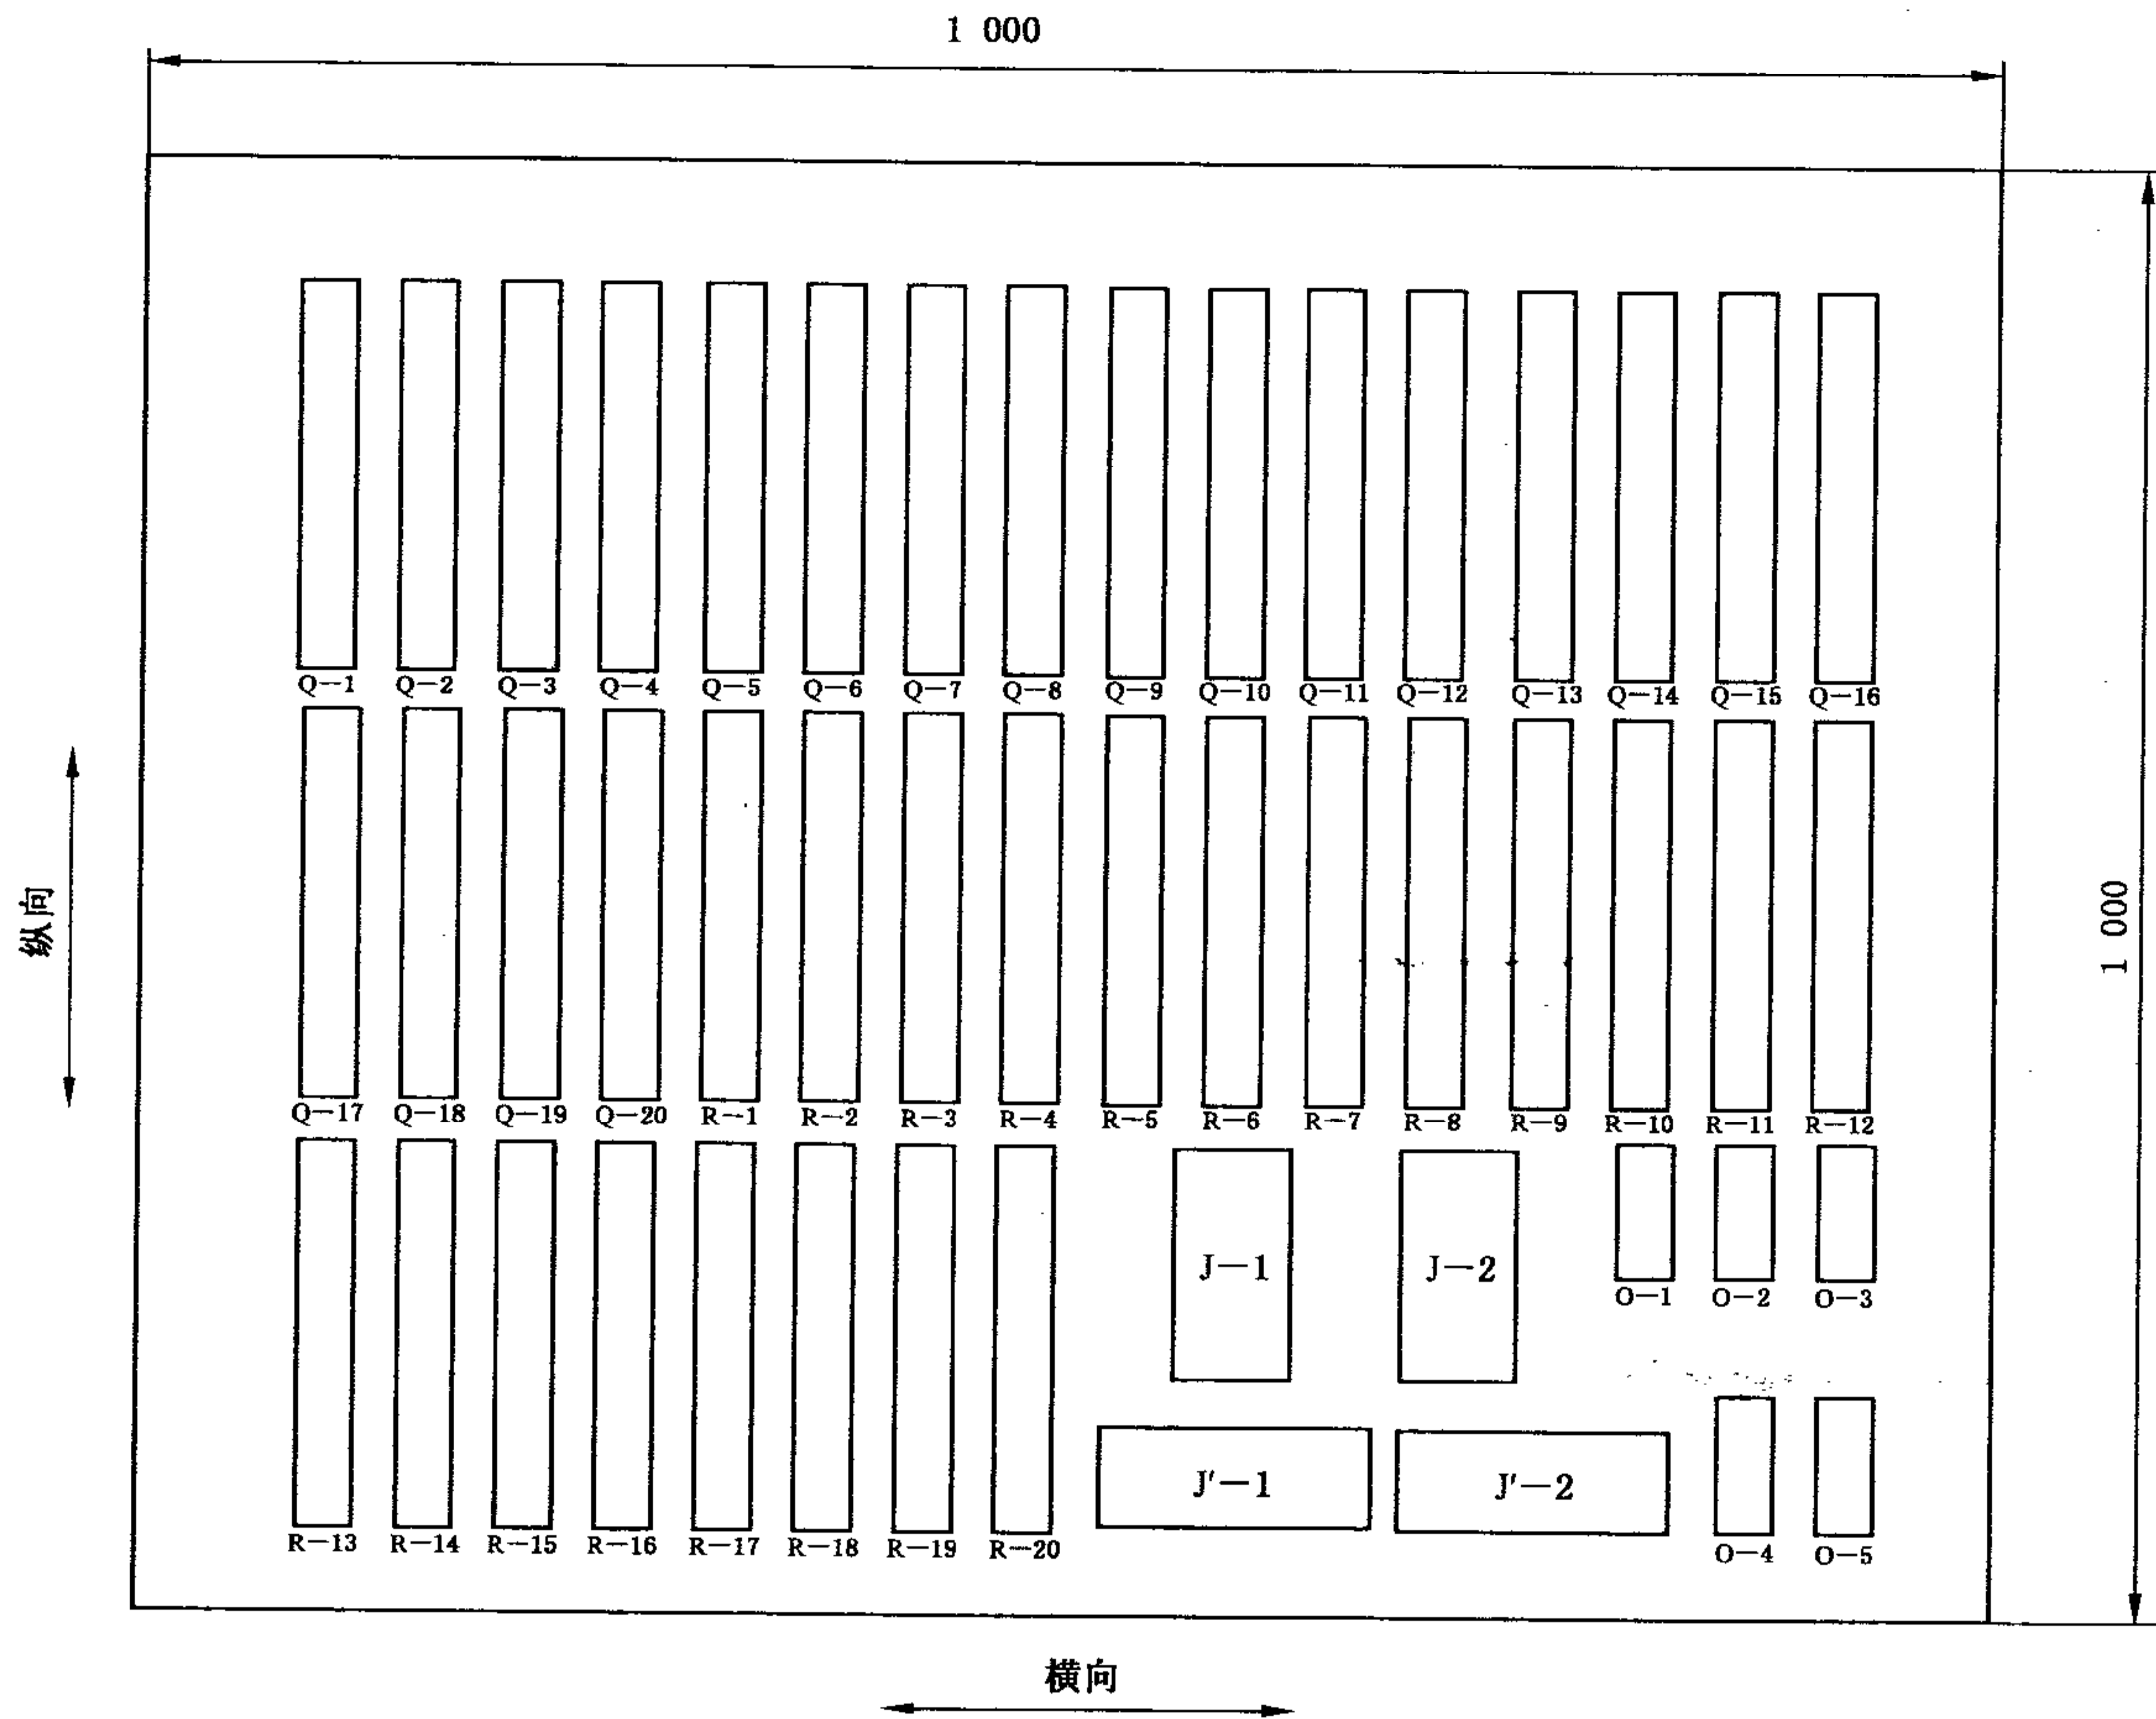 1 000
Q—1 Q—2 Q—3 Q—4 Q—5 Q—6 Q—7 Q—8 Q—9 Q—10 Q—11 Q—12 Q—13 Q—14 Q—15 Q—16
纵向
1 000
Q—17 Q—18 Q—19 Q—20 R—1 R—2 R—3 R—4 R—5 R—6 R—7 R—8 R—9 R—10 R—11 R—12
J—1 J—2
O—1 O—2 O—3
J′—1 J′—2
R—13 R—14 R—15 R—16 R—17 R—18 R—19 R—20 O—4 O—5
横向